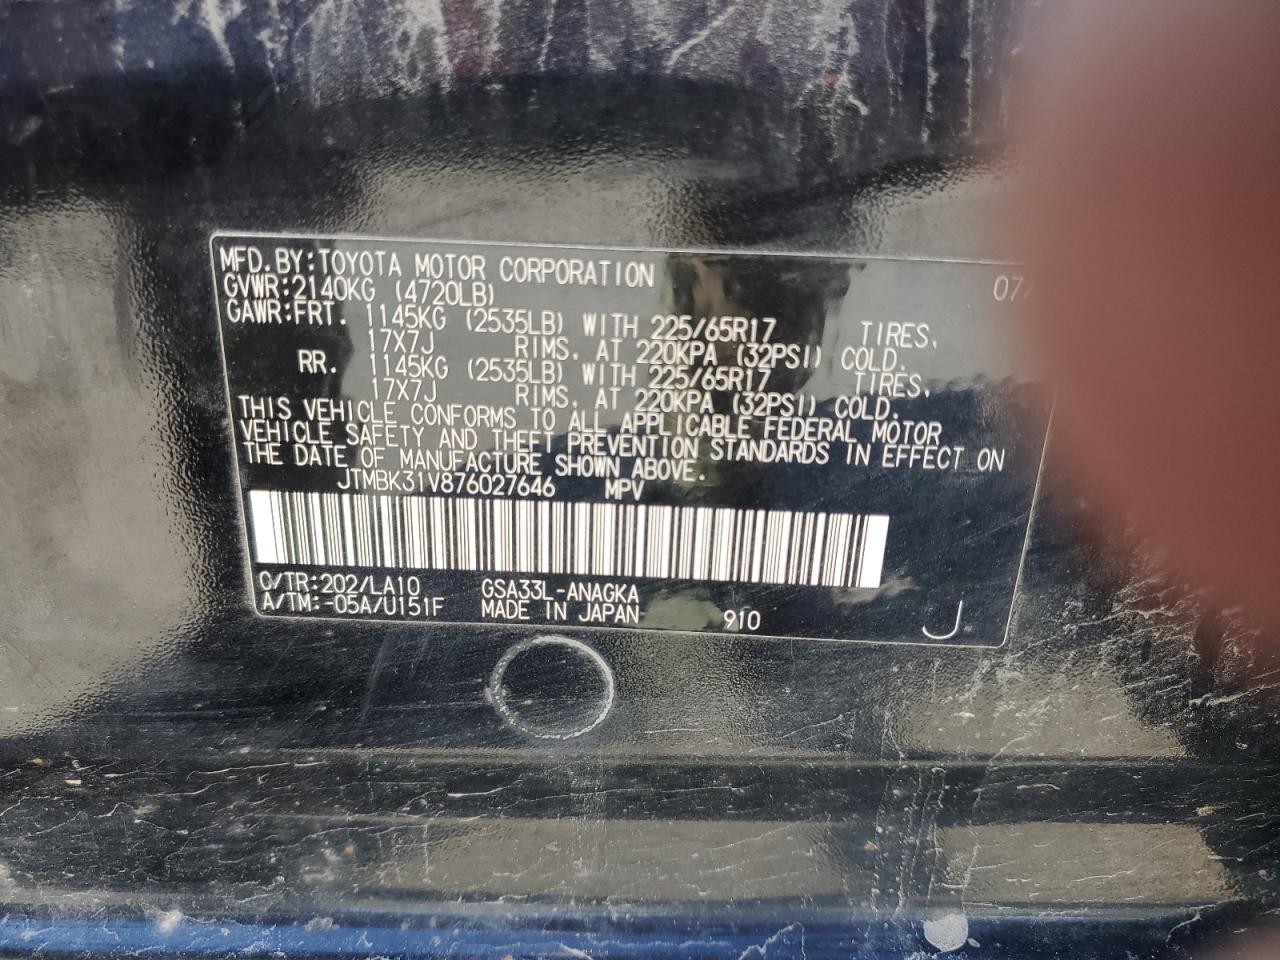 MFD. BY: TOYOTA MOTOR CORPORATION 07/
GVWR: 2140KG (4720LB)
GAWR: FRT. 1145KG (2535LB) WITH 225/65R17 TIRES.
17X7J RIMS. AT 220KPA (32PSI) COLD.
RR. 1145KG (2535LB) WITH 225/65R17 TIRES.
17X7J RIMS. AT 220KPA (32PSI) COLD.
THIS VEHICLE CONFORMS TO ALL APPLICABLE FEDERAL MOTOR
VEHICLE SAFETY AND THEFT PREVENTION STANDARDS IN EFFECT ON
THE DATE OF MANUFACTURE SHOWN ABOVE.
JTMBK31V876027646 MPV
C/TR: 202/LA10 GSA33L-ANAGKA
A/TM: -05A/U151F MADE IN JAPAN 910 J